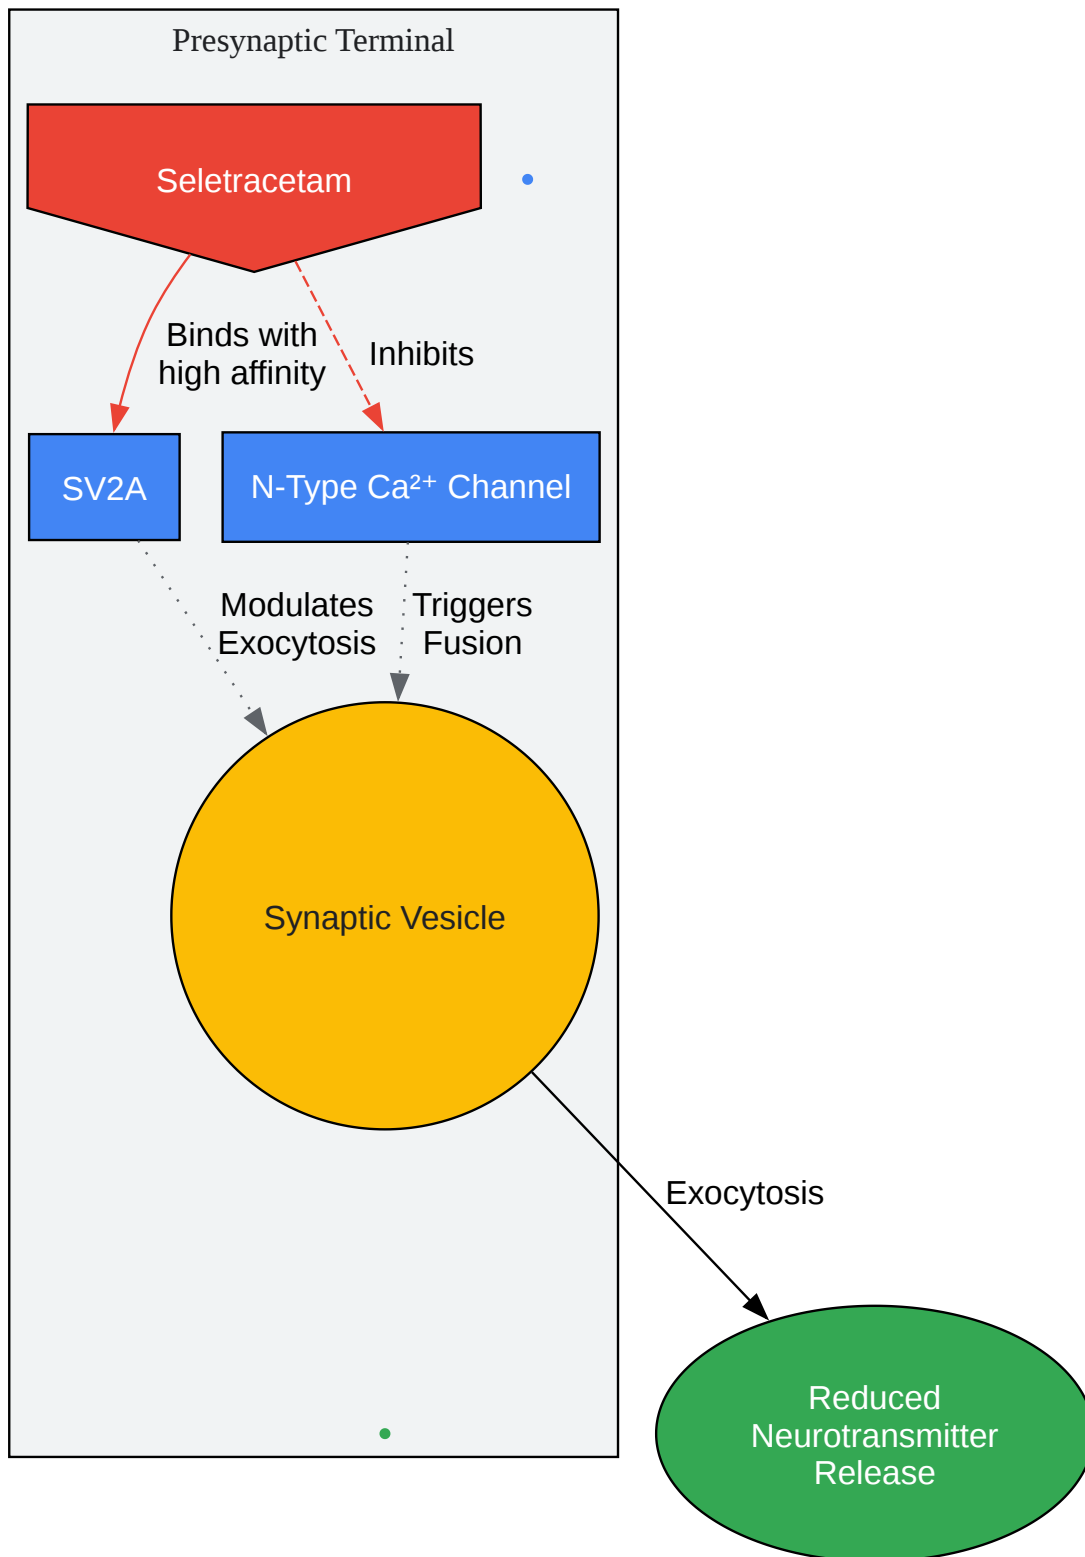 Presynaptic Terminal
Seletracetam
Binds with
high affinity
Inhibits
SV2A
N-Type Ca²⁺ Channel
Modulates
Exocytosis
Triggers
Fusion
Synaptic Vesicle
Exocytosis
Reduced
Neurotransmitter
Release